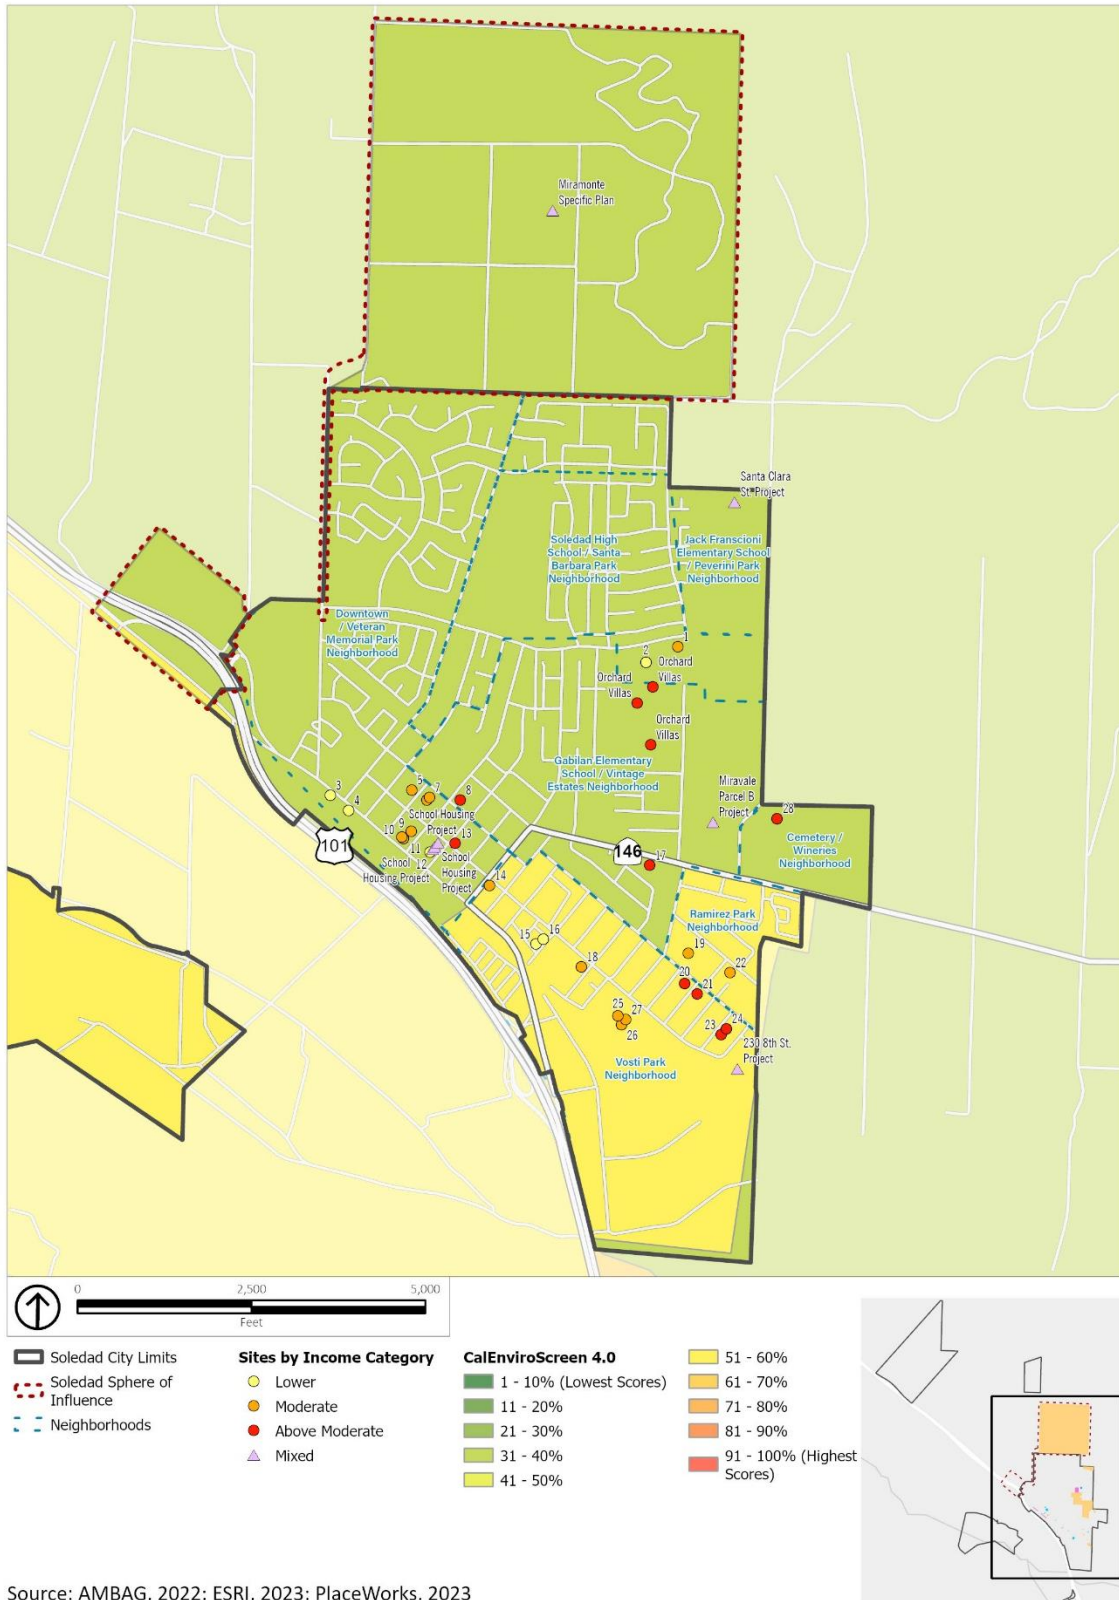 Miramonte
Specific Plan
Santa Clara
St. Project
Soledad High
School / Santa
Barbara Park
Neighborhood
Jack Franscioni
Elementary School
/ Peverini Park
Neighborhood
Downtown
/ Veteran
Memorial Park
Neighborhood
1
2
Orchard
Villas
Orchard
Villas
Orchard
Villas
Gabilan Elementary
School / Vintage
Estates Neighborhood
Miravale
Parcel B
Project
28
Cemetery /
Wineries
Neighborhood
3
4
5
7
8
School Housing
Project
9
10
11
12
13
School
Housing Project
School
Housing
Project
101
146
17
14
Ramirez Park
Neighborhood
15
16
18
19
20
21
22
25
27
26
23
24
230 8th St.
Project
Vosti Park
Neighborhood
0 2,500 5,000
Feet
Soledad City Limits
Soledad Sphere of
Influence
Neighborhoods
Sites by Income Category
Lower
Moderate
Above Moderate
Mixed
CalEnviroScreen 4.0
1 - 10% (Lowest Scores)
11 - 20%
21 - 30%
31 - 40%
41 - 50%
51 - 60%
61 - 70%
71 - 80%
81 - 90%
91 - 100% (Highest
Scores)
Source: AMBAG, 2022; ESRI, 2023; PlaceWorks, 2023